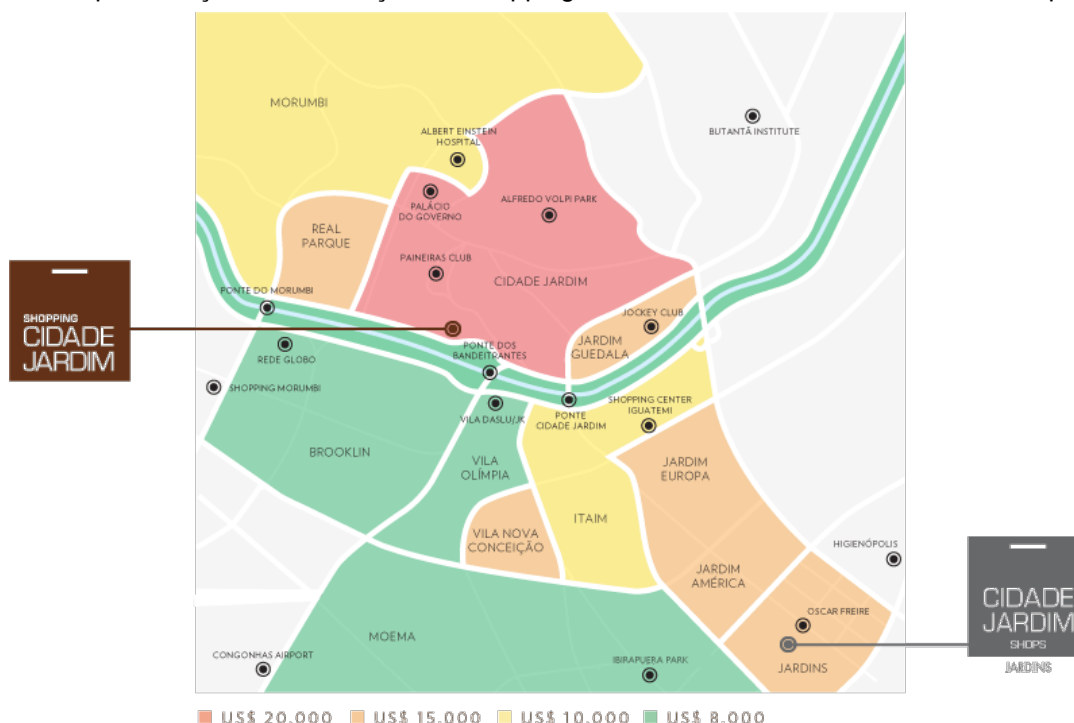 MORUMBI
BUTANTÃ INSTITUTE
ALBERT EINSTEIN
HOSPITAL
ALFREDO VOLPI PARK
PALÁCIO
DO GOVERNO
REAL
PARQUE
PAINEIRAS CLUB
CIDADE JARDIM
PONTE DO MORUMBI
SHOPPING
CIDADE
JARDIM
JOCKEY CLUB
JARDIM
GUEDALA
REDE GLOBO
PONTE DOS
BANDEITRANTES
SHOPPING MORUMBI
SHOPPING CENTER
IGUATEMI
VILA DASLU/JK
PONTE
CIDADE JARDIM
BROOKLIN
VILA
OLÍMPIA
JARDIM
EUROPA
ITAIM
VILA NOVA
CONCEIÇÃO
HIGIENÓPOLIS
JARDIM
AMÉRICA
CIDADE
JARDIM
SHOPS
JARDINS
OSCAR FREIRE
MOEMA
CONGONHAS AIRPORT
IBIRAPUERA PARK
JARDINS
US$ 20.000 US$ 15.000 US$ 10.000 US$ 8.000